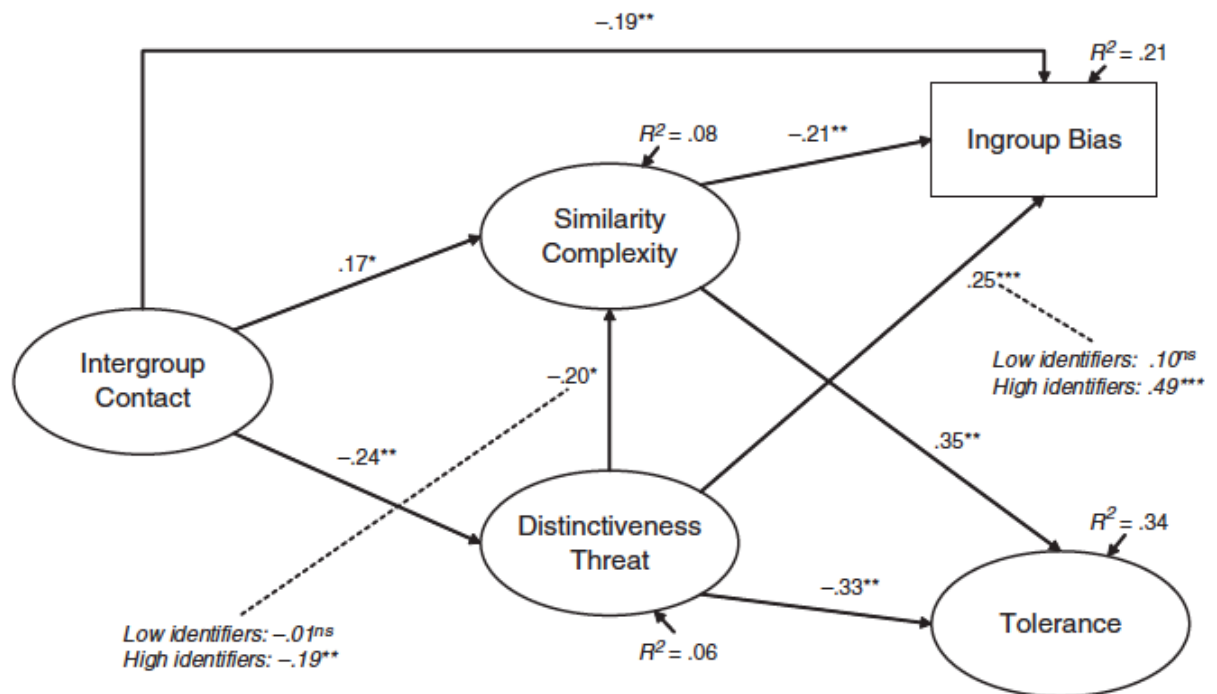 –.19**
R² = .21
Ingroup Bias
R² = .08
–.21**
Similarity
Complexity
.17*
.25***
Intergroup
Contact
Low identifiers: .10ⁿˢ
High identifiers: .49***
–.20*
.35**
–.24**
Distinctiveness
Threat
R² = .34
–.33**
Tolerance
Low identifiers: –.01ⁿˢ
High identifiers: –.19**
R² = .06